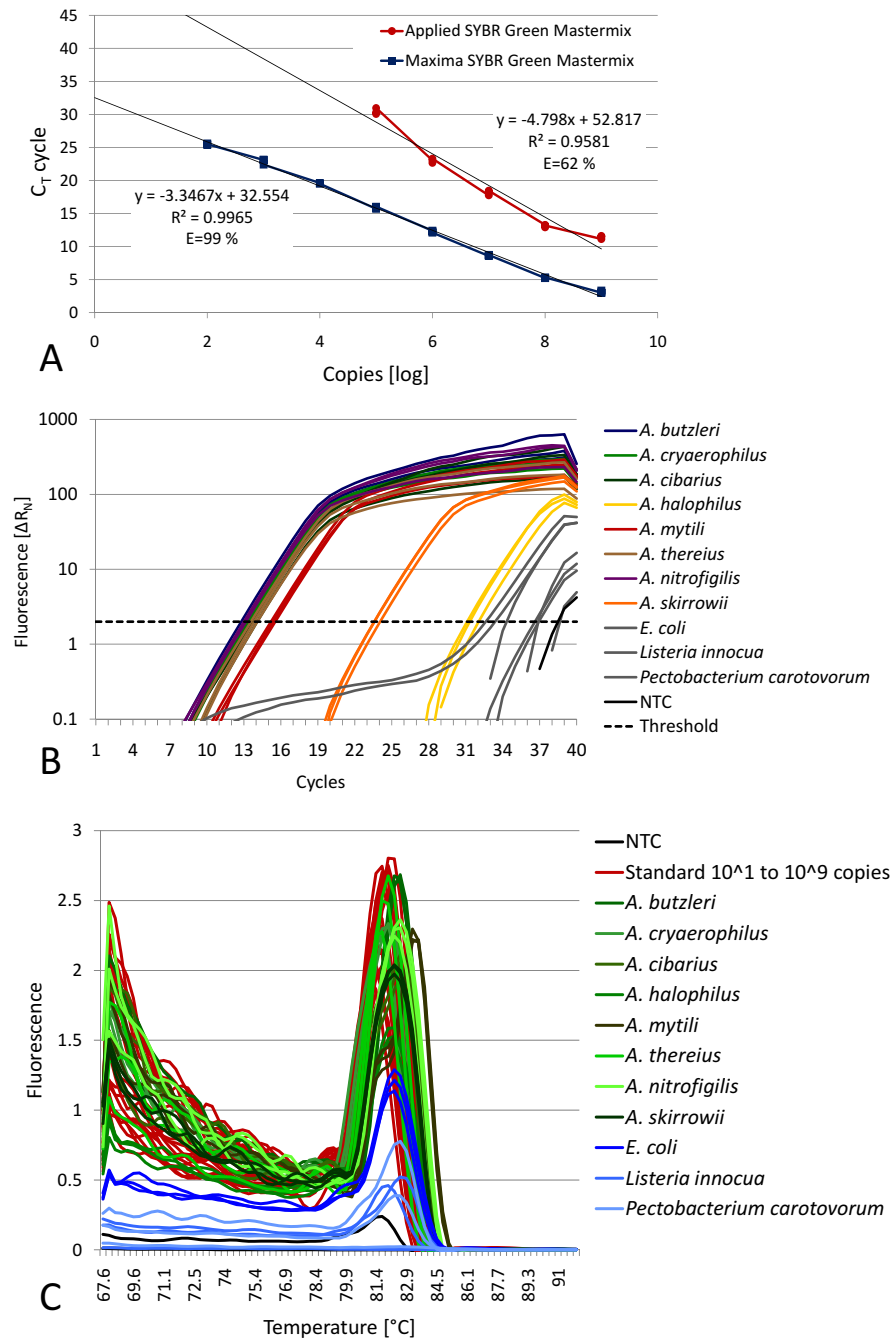 45
40
35
30
25
20
15
10
5
0
C_T cycle
Applied SYBR Green Mastermix
Maxima SYBR Green Mastermix
y = -4.798x + 52.817
R² = 0.9581
E=62 %
y = -3.3467x + 32.554
R² = 0.9965
E=99 %
0 2 4 6 8 10
Copies [log]
A
1000
100
10
1
0.1
Fluorescence [ΔR_N]
1 4 7 10 13 16 19 22 25 28 31 34 37 40
Cycles
B
A. butzleri
A. cryaerophilus
A. cibarius
A. halophilus
A. mytili
A. thereius
A. nitrofigilis
A. skirrowii
E. coli
Listeria innocua
Pectobacterium carotovorum
NTC
Threshold
3
2.5
2
1.5
1
0.5
0
Fluorescence
67.6 69.6 71.1 72.5 74 75.4 76.9 78.4 79.9 81.4 82.9 84.5 86.1 87.7 89.3 91
Temperature [°C]
C
NTC
Standard 10^1 to 10^9 copies
A. butzleri
A. cryaerophilus
A. cibarius
A. halophilus
A. mytili
A. thereius
A. nitrofigilis
A. skirrowii
E. coli
Listeria innocua
Pectobacterium carotovorum